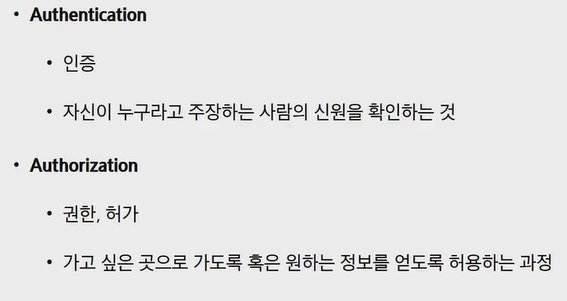 • Authentication
• 인증
• 자신이 누구라고 주장하는 사람의 신원을 확인하는 것
• Authorization
• 권한, 허가
• 가고 싶은 곳으로 가도록 혹은 원하는 정보를 얻도록 허용하는 과정